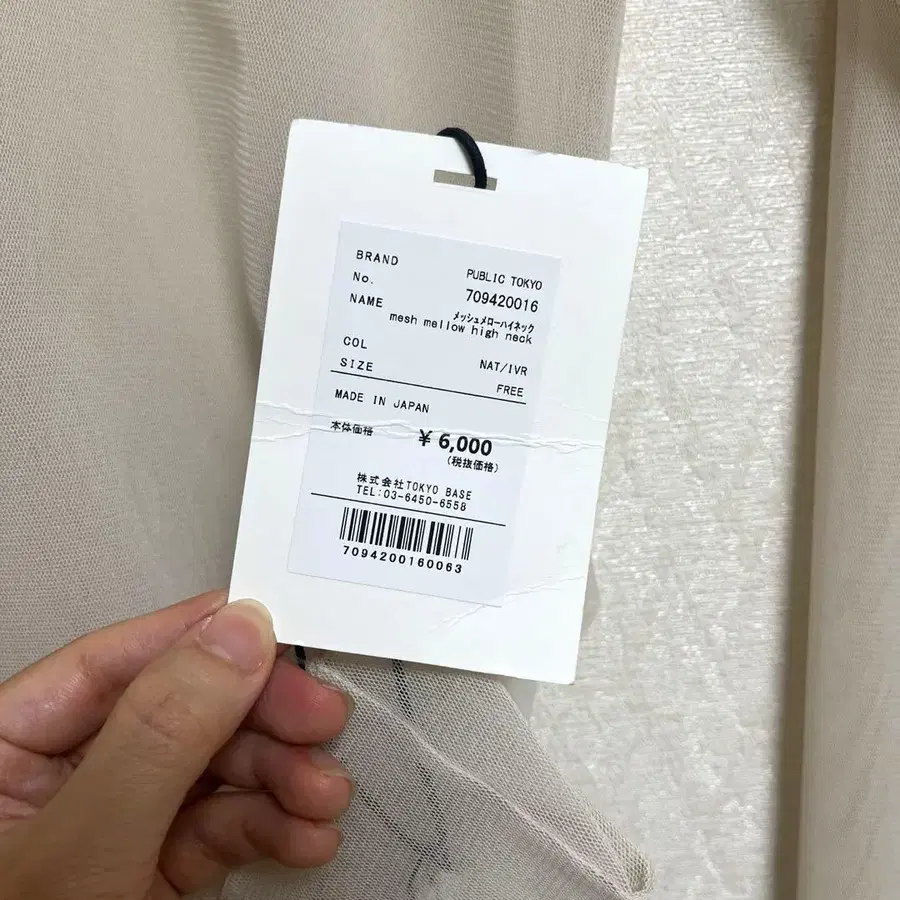 BRAND PUBLIC TOKYO
No. 709420016
NAME メッシュメローハイネック
mesh mellow high neck
COL NAT/IVR
SIZE FREE
MADE IN JAPAN
本体価格 ¥ 6,000
(税抜価格)
株式会社TOKYO BASE
TEL:03-6450-6558
7094200160063